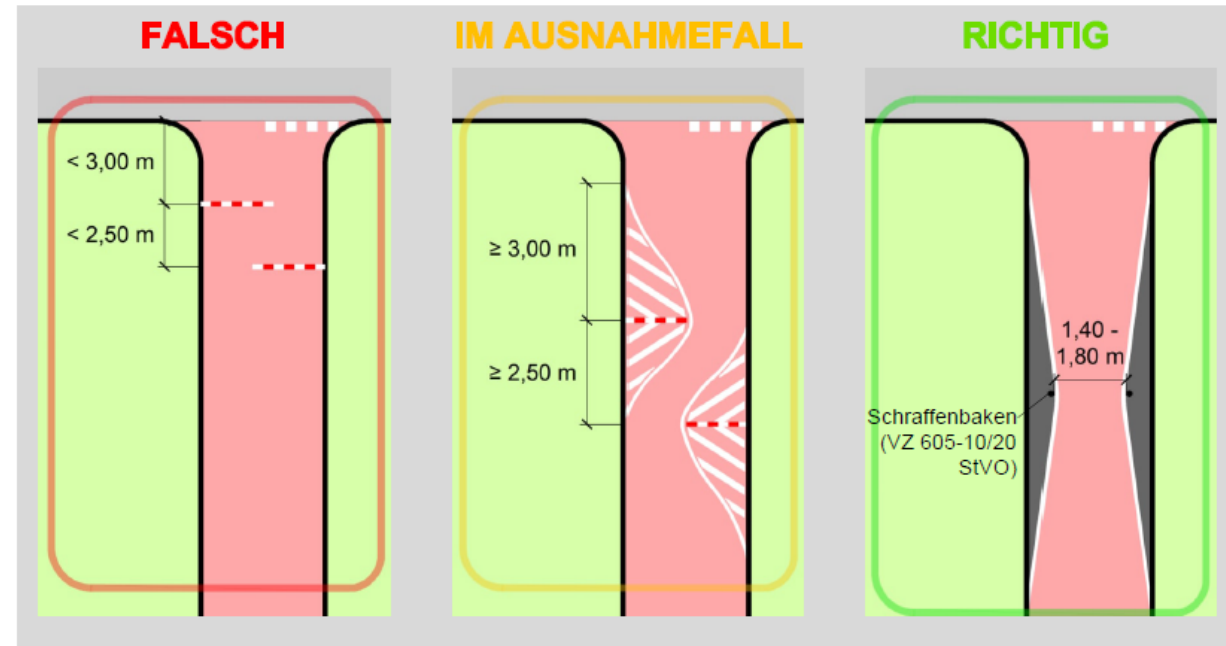 FALSCH
< 3,00 m
< 2,50 m
IM AUSNAHMEFALL
≥ 3,00 m
≥ 2,50 m
RICHTIG
1,40 -
1,80 m
Schraffenbaken
(VZ 605-10/20
StVO)